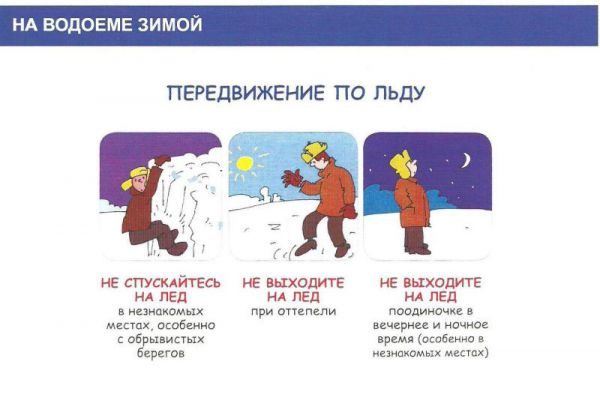 НА ВОДОЕМЕ ЗИМОЙ
ПЕРЕДВИЖЕНИЕ ПО ЛЬДУ
НЕ СПУСКАЙТЕСЬ
НА ЛЕД
в незнакомых
местах, особенно
с обрывистых
берегов
НЕ ВЫХОДИТЕ
НА ЛЕД
при оттепели
НЕ ВЫХОДИТЕ
НА ЛЕД
поодиночке в
вечернее и ночное
время (особенно в
незнакомых местах)